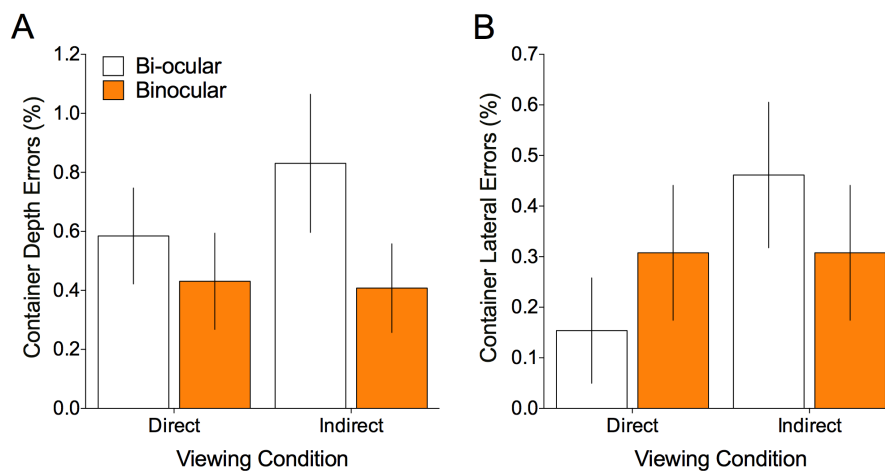 A
Container Depth Errors (%)
1.2
1.0
0.8
0.6
0.4
0.2
0.0
Bi-ocular
Binocular
Direct
Indirect
Viewing Condition
B
Container Lateral Errors (%)
0.7
0.6
0.5
0.4
0.3
0.2
0.1
0.0
Direct
Indirect
Viewing Condition